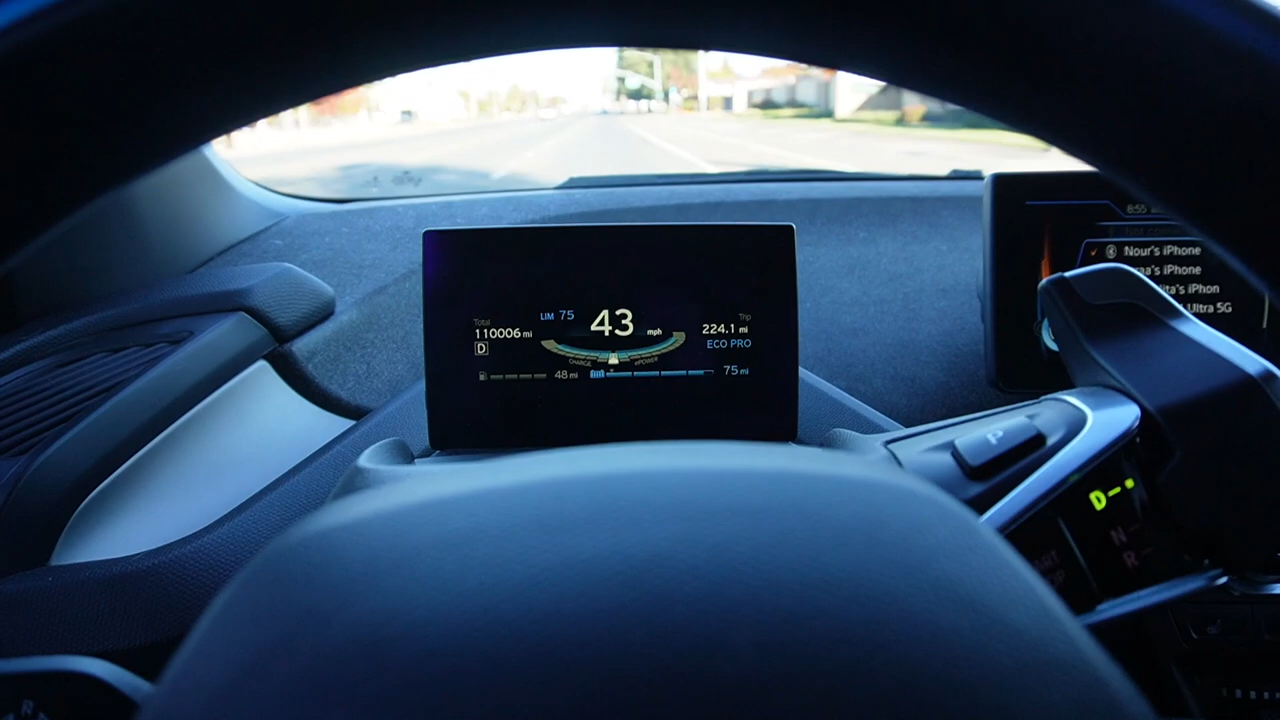 LIM 75
43 mph
Total
110006 mi
D
Trip
224.1 mi
ECO PRO
CHARGE
ePOWER
48 mi
75 mi
8:55
Nour's iPhone
raa's iPhone
ita's iPhon
Ultra 5G
P
D
N
R
R